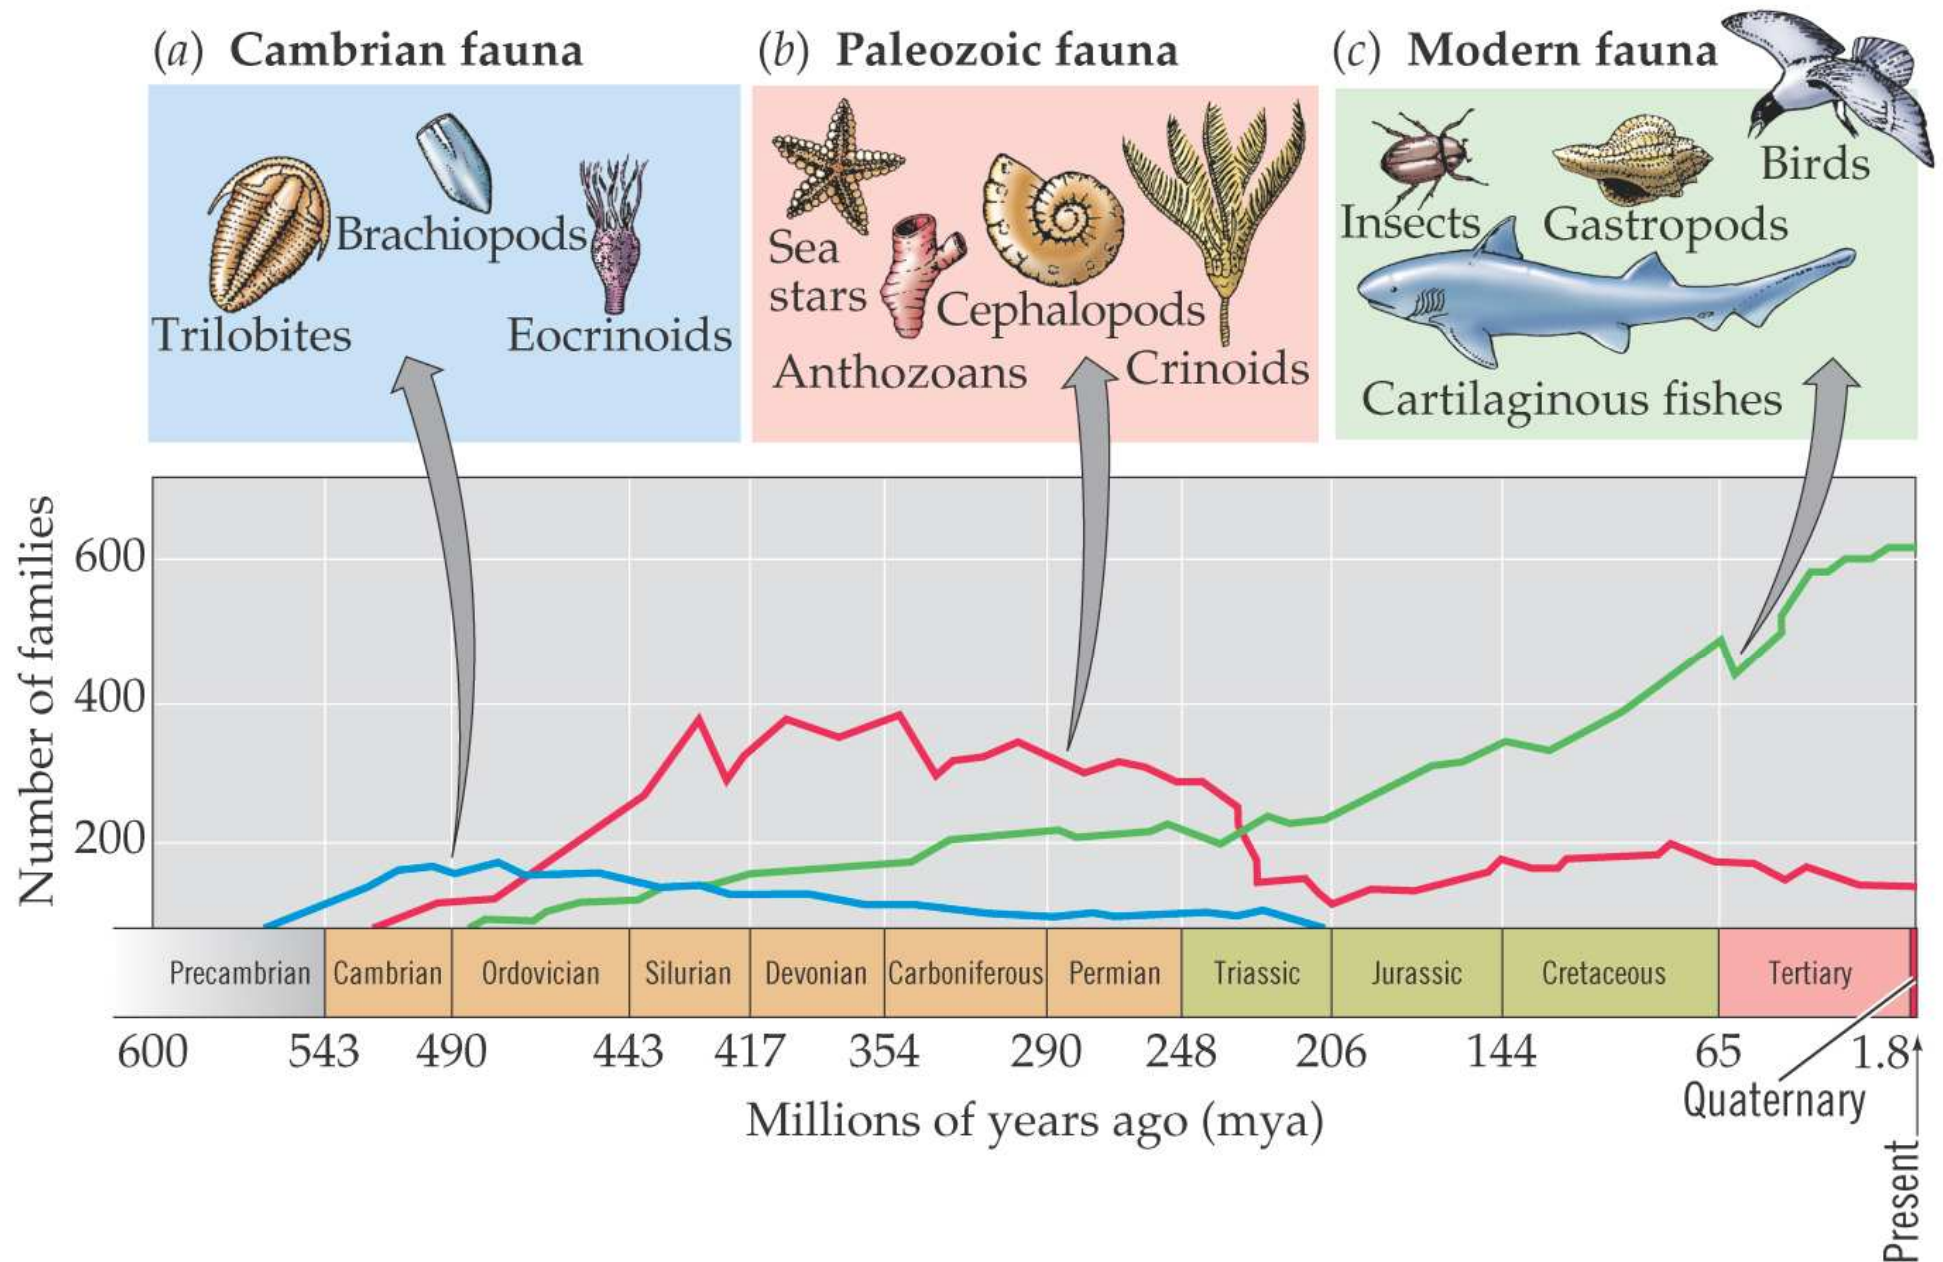 (a) Cambrian fauna
Trilobites
Brachiopods
Eocrinoids
(b) Paleozoic fauna
Sea
stars
Anthozoans
Cephalopods
Crinoids
(c) Modern fauna
Insects
Gastropods
Birds
Cartilaginous fishes
Number of families
600
400
200
Precambrian Cambrian Ordovician Silurian Devonian Carboniferous Permian Triassic Jurassic Cretaceous Tertiary
600 543 490 443 417 354 290 248 206 144 65 1.8
Quaternary
Millions of years ago (mya)
Present